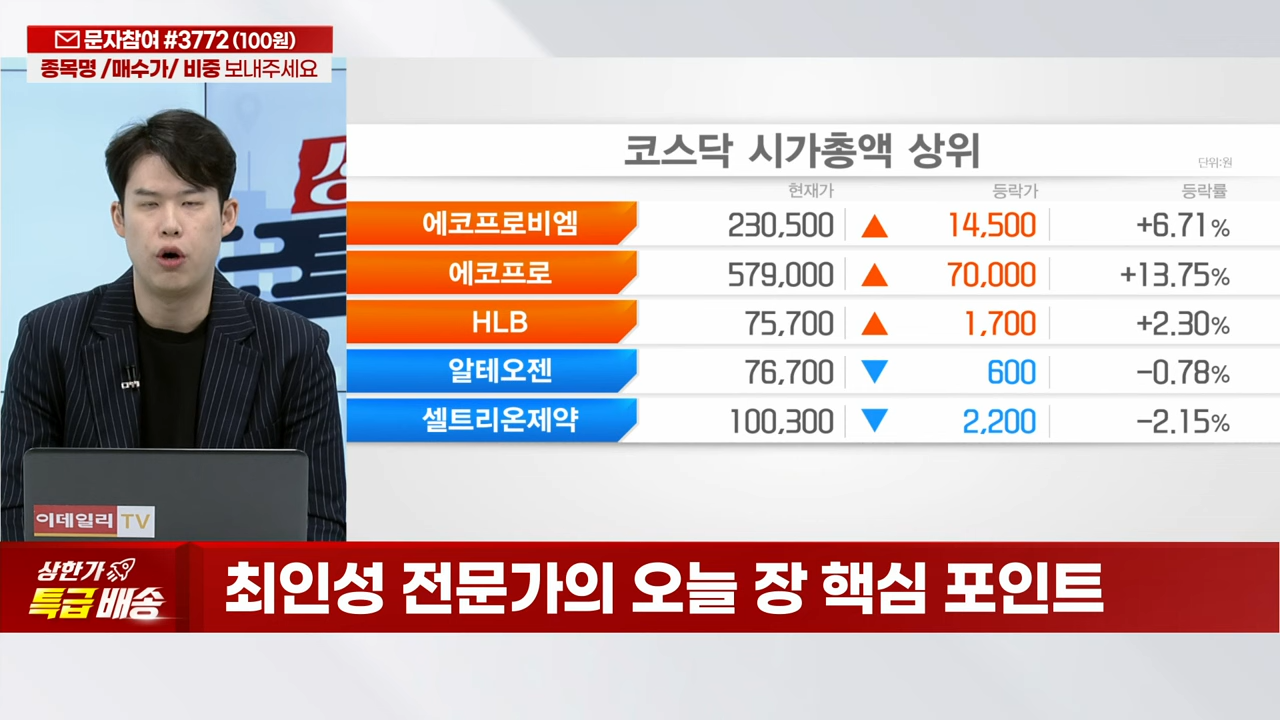 문자참여 #3772 (100원)
종목명 /매수가/ 비중 보내주세요
코스닥 시가총액 상위
단위:원
현재가 등락가 등락률
에코프로비엠 230,500 ▲ 14,500 +6.71%
에코프로 579,000 ▲ 70,000 +13.75%
HLB 75,700 ▲ 1,700 +2.30%
알테오젠 76,700 ▼ 600 -0.78%
셀트리온제약 100,300 ▼ 2,200 -2.15%
이데일리 TV
상한가
특급 배송
최인성 전문가의 오늘 장 핵심 포인트